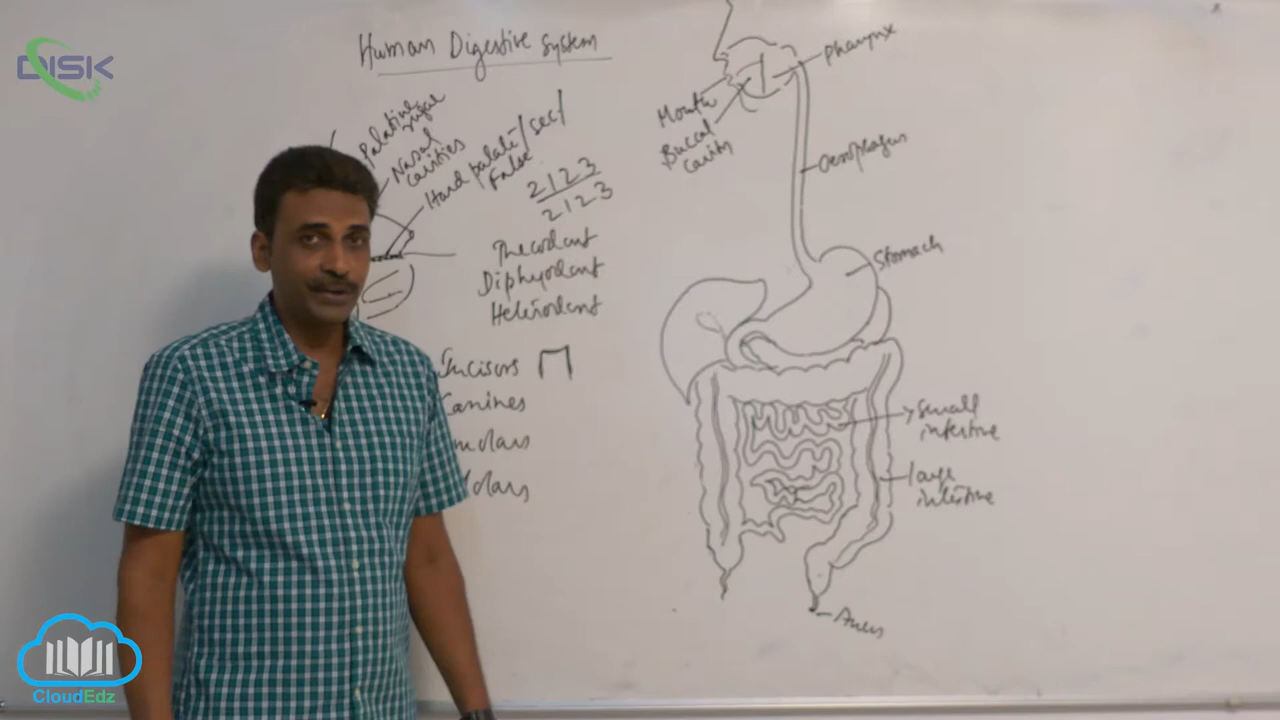 DISK
Human Digestive System
Palatine
rugae
Nasal
cavities
Hard palate/sec/
False
2123
2123
Thecodont
Diphyodont
Heterodont
Incisors
Canines
molars
Pharynx
Mouth
Buccal
cavity
Oesophagus
Stomach
Small
intestine
Large
intestine
Anus
CloudEdz